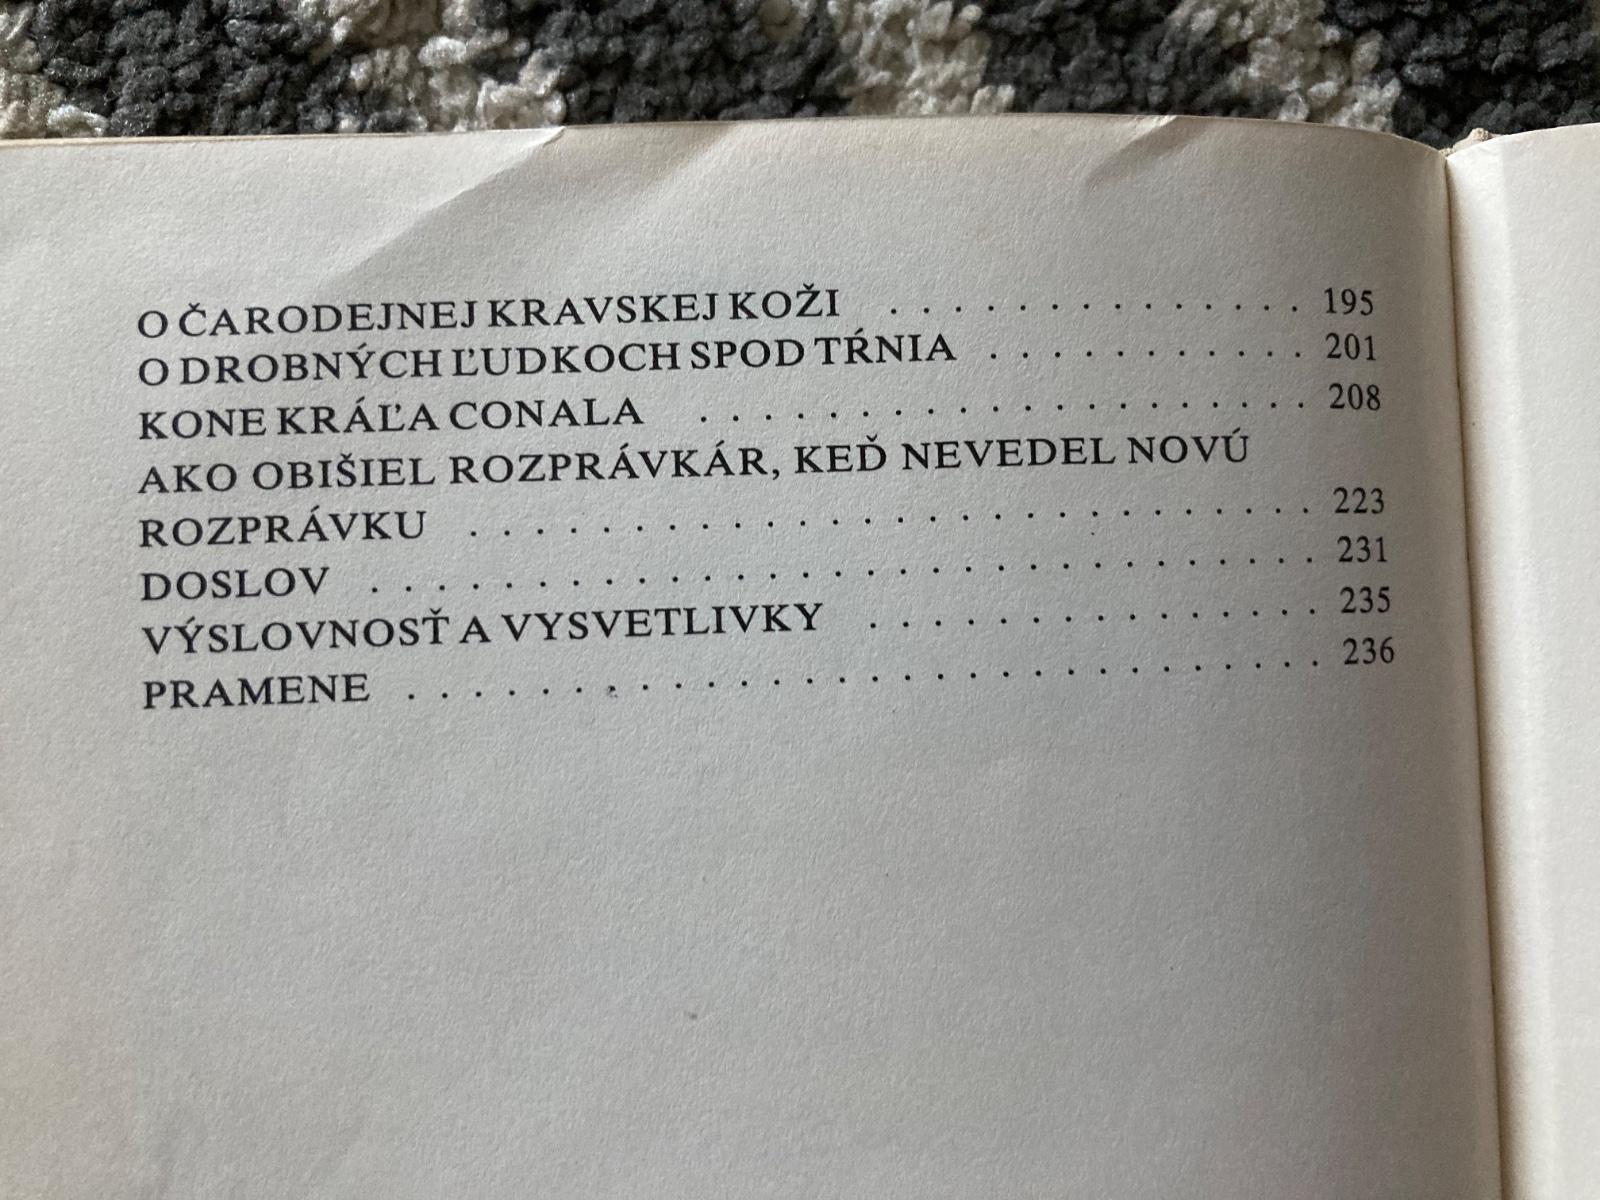 O ČARODEJNEJ KRAVSKEJ KOŽI . . . . . . . . . . . . . 195
O DROBNÝCH ĽUDKOCH SPOD TŔNIA . . . . . . . . . . 201
KONE KRÁĽA CONALA . . . . . . . . . . . . . . . . . . . 208
AKO OBIŠIEL ROZPRÁVKÁR, KEĎ NEVEDEL NOVÚ
ROZPRÁVKU . . . . . . . . . . . . . . . . . . . . . . . . . . 223
DOSLOV . . . . . . . . . . . . . . . . . . . . . . . . . . . . . 231
VÝSLOVNOSŤ A VYSVETLIVKY . . . . . . . . . . . . . . 235
PRAMENE . . . . . . . . . . . . . . . . . . . . . . . . . . . . 236